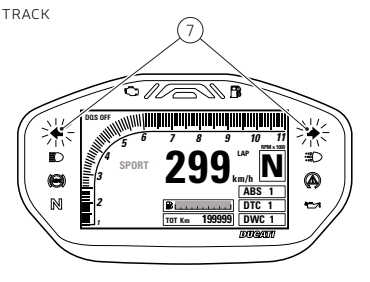 TRACK
7
DQS OFF
1
2
3
4
5
6
7
8
9
10
11
RPM x 1000
SPORT
299
km/h
LAP
N
ABS 1
DTC 1
DWC 1
TOT Km 199999
N
DUCATI